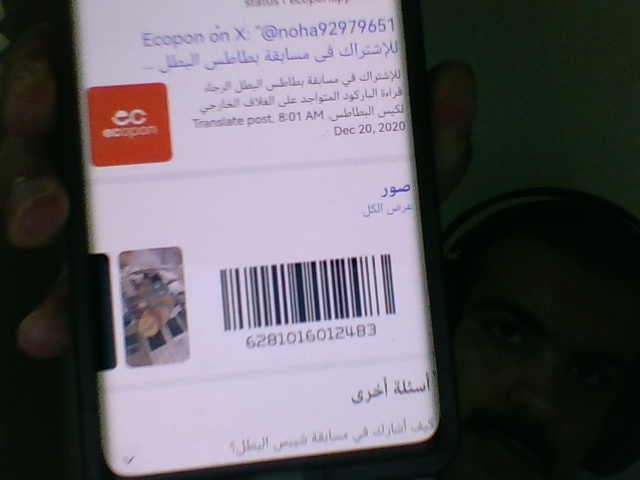 status
Ecopon on X: "@noha92979651
للإشتراك فى مسابقة بطاطس البطل ...
للإشتراك في مسابقة بطاطس البطل الرجاء
قراءة الباركود المتواجد على الغلاف الخارجي
لكيس البطاطس. Translate post. 8:01 AM
Dec 20, 2020
ec
ecopon
صور
عرض الكل
6281016012483
أسئلة أخرى
كيف أشارك في مسابقة شيبس البطل؟